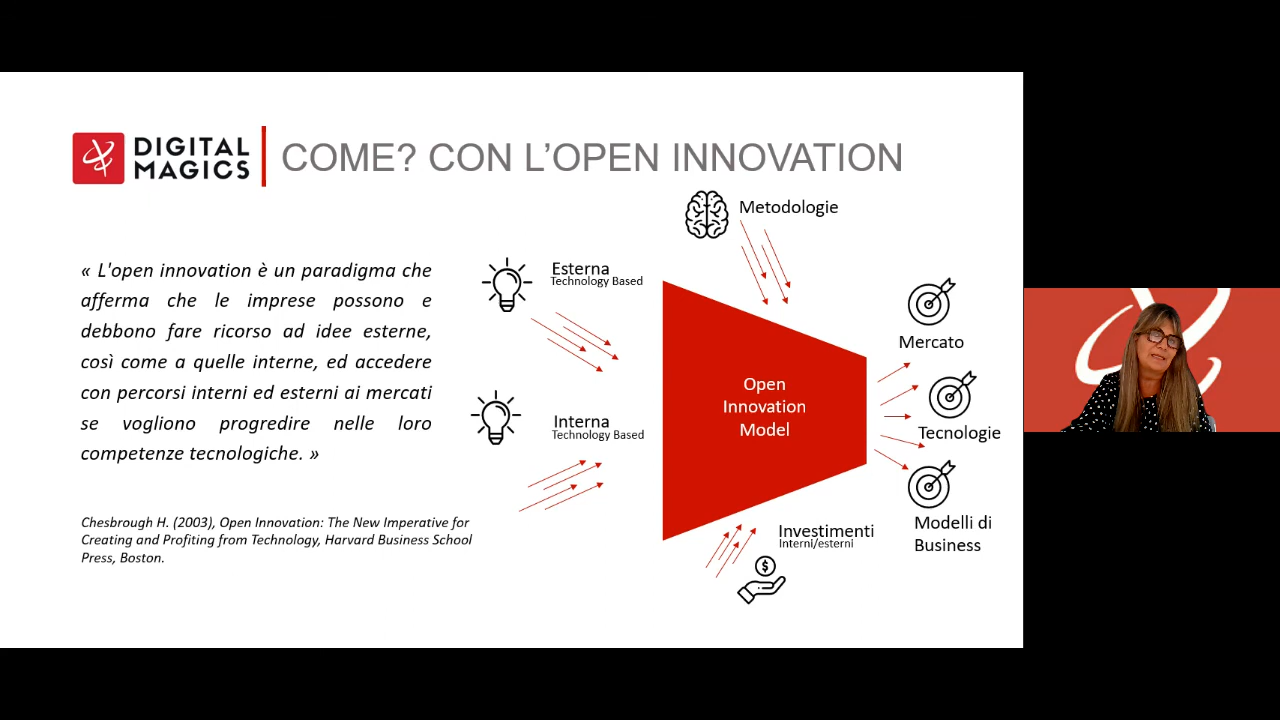 DIGITAL
MAGICS
COME? CON L’OPEN INNOVATION
« L'open innovation è un paradigma che
afferma che le imprese possono e
debbono fare ricorso ad idee esterne,
così come a quelle interne, ed accedere
con percorsi interni ed esterni ai mercati
se vogliono progredire nelle loro
competenze tecnologiche. »
Chesbrough H. (2003), Open Innovation: The New Imperative for
Creating and Profiting from Technology, Harvard Business School
Press, Boston.
Metodologie
Esterna
Technology Based
Interna
Technology Based
Open
Innovation
Model
Investimenti
Interni/esterni
$
Mercato
Tecnologie
Modelli di
Business